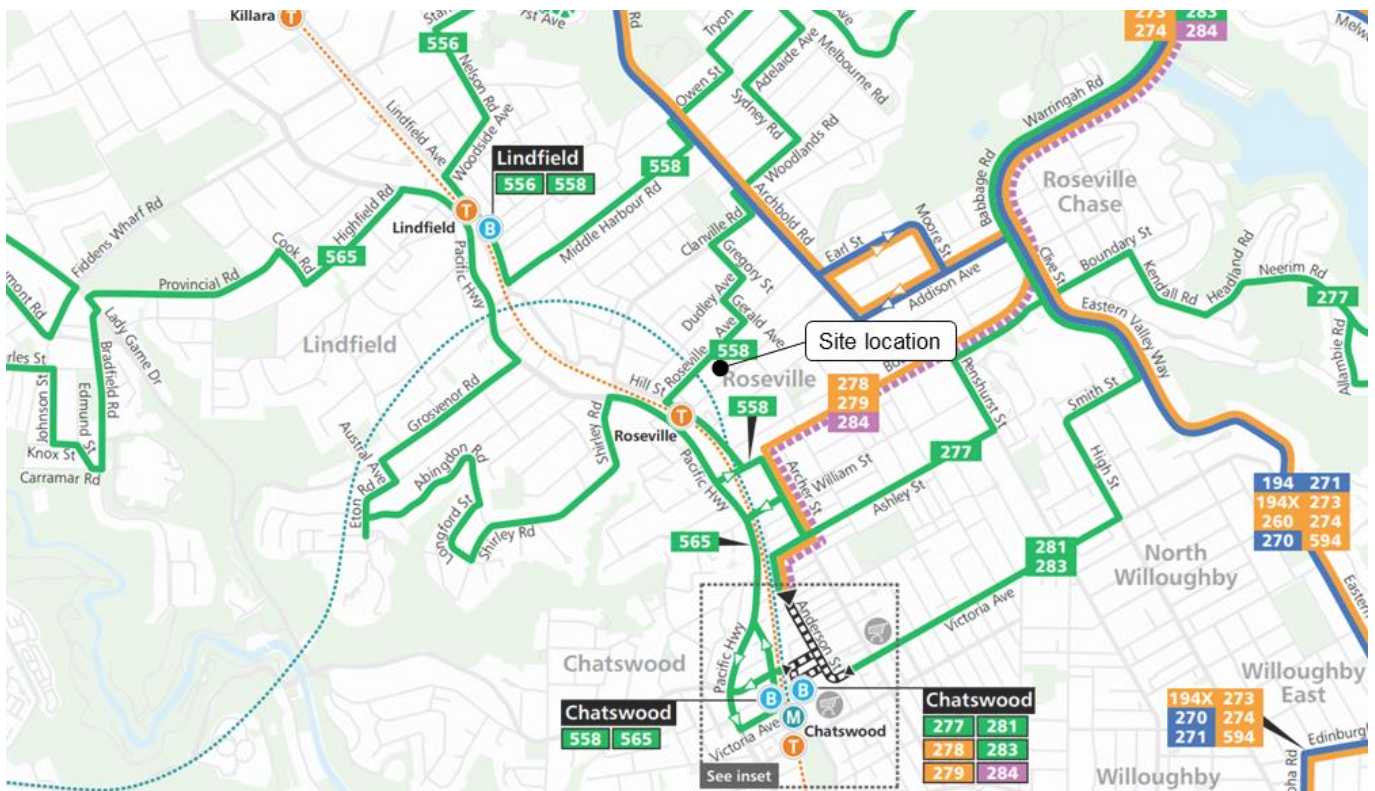 Killara
T
556
Nelson Rd
Lindfield Ave
Woodside Ave
Lindfield
556 558
T
B
Lindfield
Pacific Hwy
Highfield Rd
Cook Rd
565
Provincial Rd
Fiddens Wharf Rd
Lady Game Dr
Bradfield Rd
Edmund St
Johnson St
Knox St
Carramar Rd
Lindfield
Grosvenor Rd
Austral Ave
Eton Rd
Abingdon Rd
Longford St
Shirley Rd
Shirley Rd
Middle Harbour Rd
558
Owen St
Tryon
Adelaide Ave
Melbourne Rd
Sydney Rd
Woodlands Rd
Archbold Rd
Clanville Rd
Gregory St
Dudley Ave
Gerald Ave
Roseville Ave
558
Hill St
T
Roseville
Pacific Hwy
Site location
Roseville
558
278
279
284
Archer St
William St
Ashley St
277
Penshurst St
Earl St
Moore St
Addison Ave
Babbage Rd
Warringah Rd
273 283
274 284
Roseville
Chase
Clive St
Boundary St
Kendall Rd
Headland Rd
Neerim Rd
277
Allambie Rd
Eastern Valley Way
Smith St
High St
281
283
Victoria Ave
North
Willoughby
194 271
194X 273
260 274
270 594
Eastern
Willoughby
East
194X 273
270 274
271 594
Edinburgh
Willoughby
565
Anderson St
Pacific Hwy
Chatswood
Chatswood
558 565
B
B
M
Chatswood
T
Victoria Ave
See inset
Chatswood
277 281
278 283
279 284